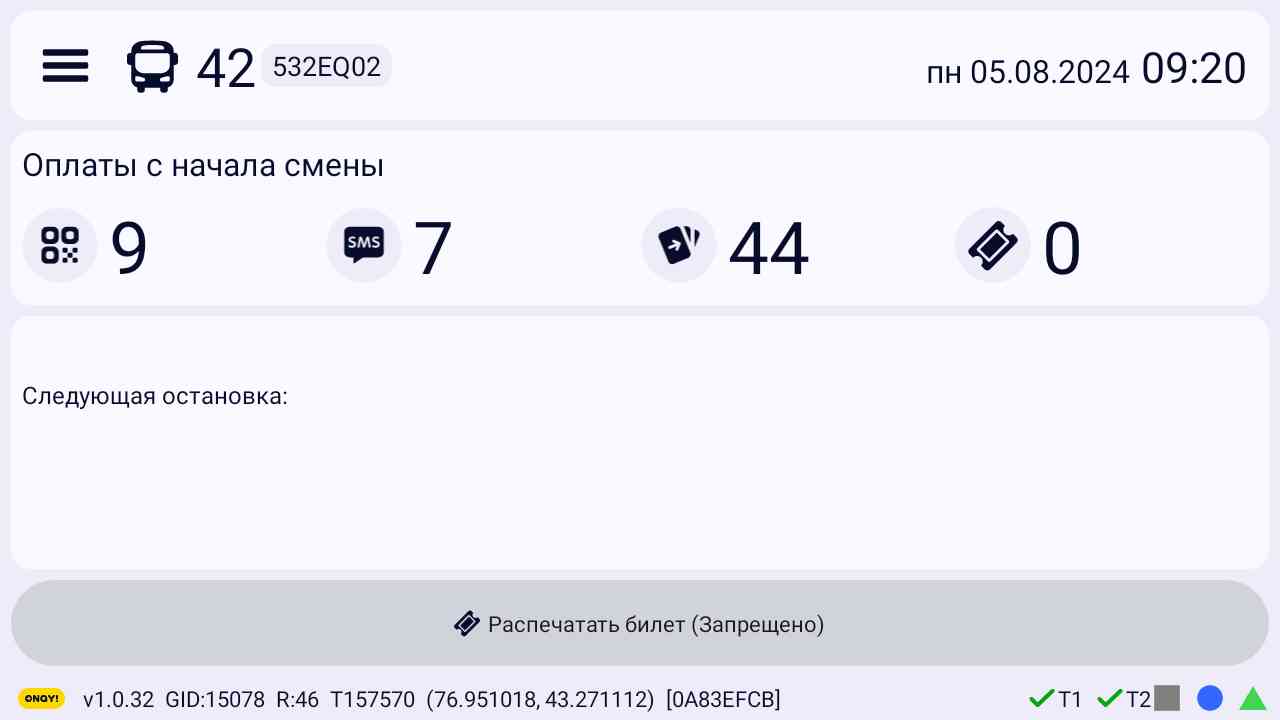 42 532EQ02 пн 05.08.2024 09:20
Оплаты с начала смены
9 SMS 7 44 0
Следующая остановка:
Распечатать билет (Запрещено)
ONAY! v1.0.32 GID:15078 R:46 T157570 (76.951018, 43.271112) [0A83EFCB] T1 T2